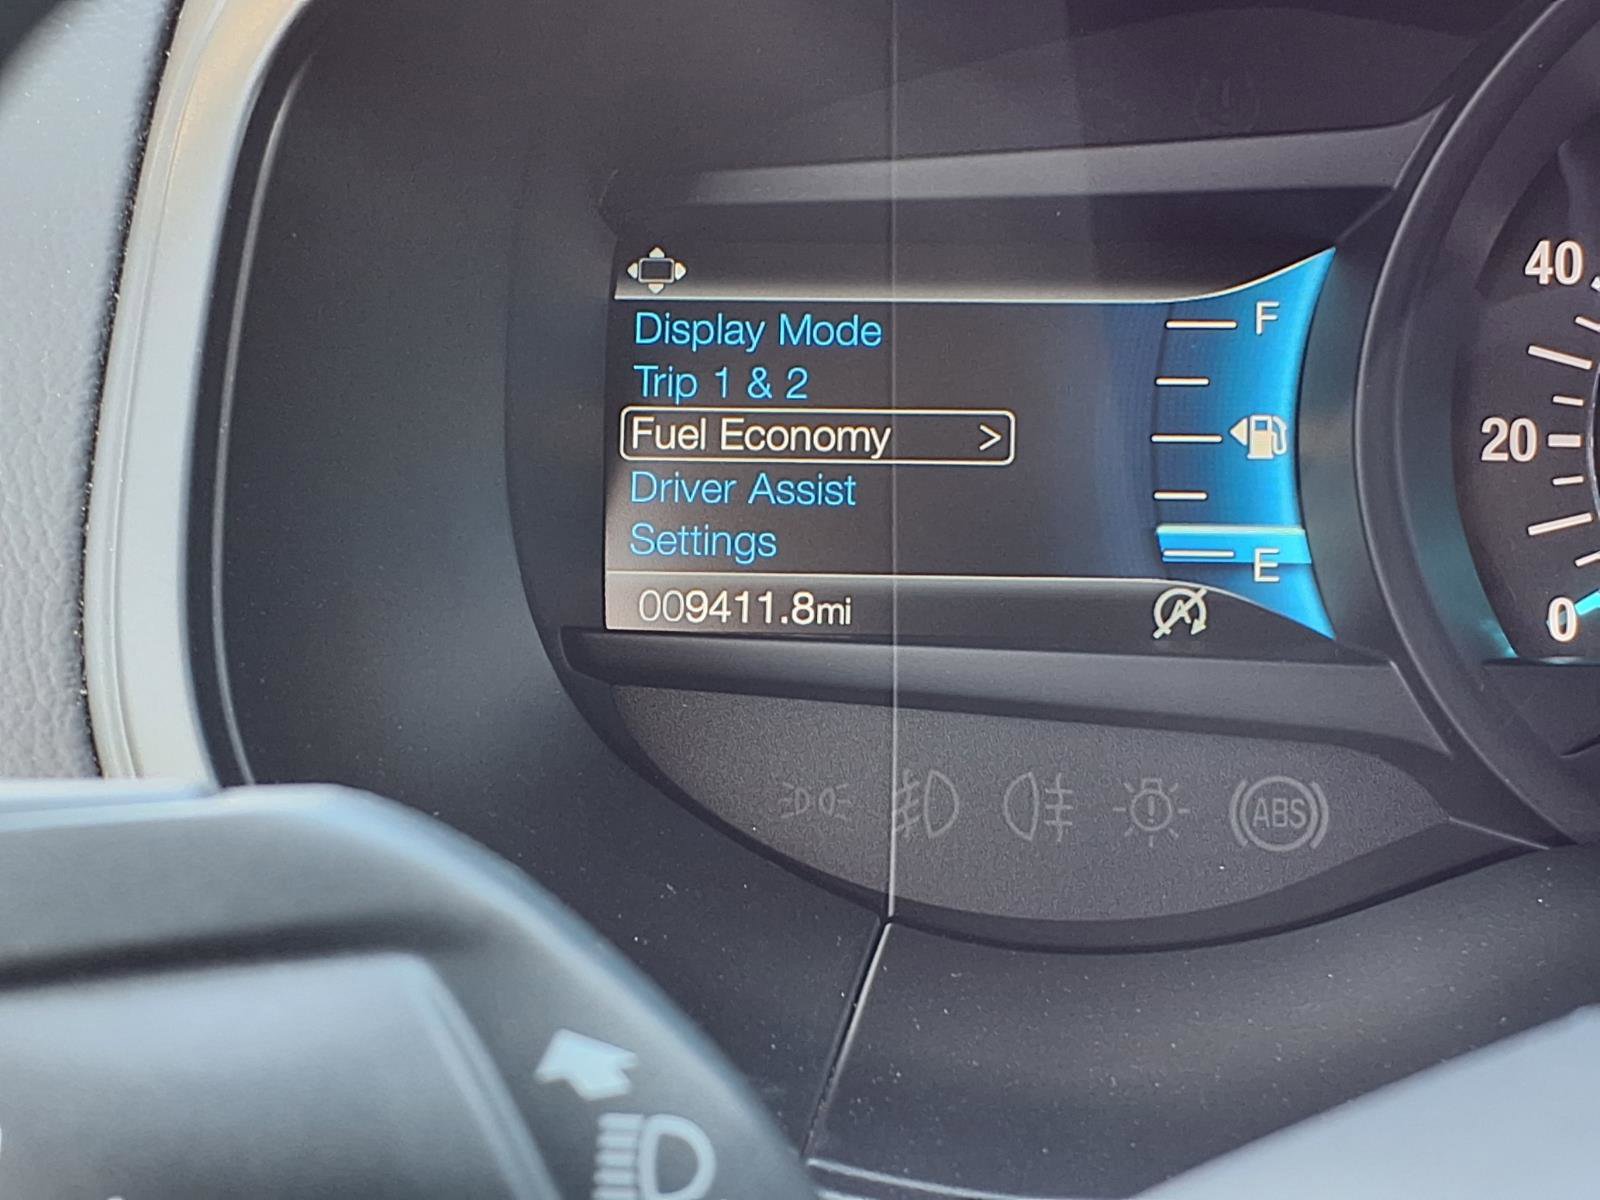 Display Mode
Trip 1 & 2
Fuel Economy >
Driver Assist
Settings
009411.8mi
F
E
A
40
20
0
ABS